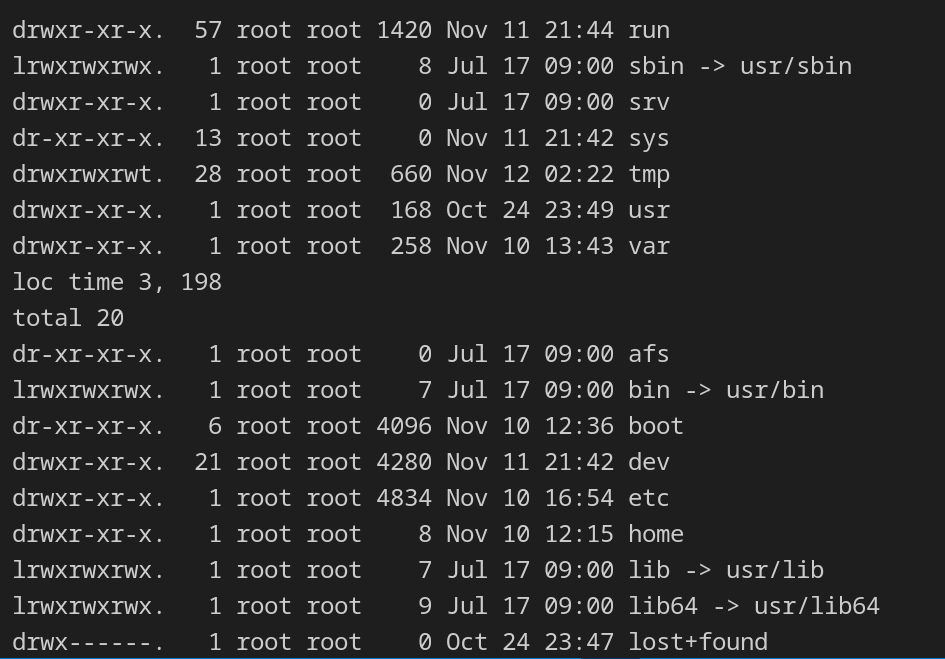 drwxr-xr-x.  57 root root 1420 Nov 11 21:44 run
lrwxrwxrwx.   1 root root    8 Jul 17 09:00 sbin -> usr/sbin
drwxr-xr-x.   1 root root    0 Jul 17 09:00 srv
dr-xr-xr-x.  13 root root    0 Nov 11 21:42 sys
drwxrwxrwt.  28 root root  660 Nov 12 02:22 tmp
drwxr-xr-x.   1 root root  168 Oct 24 23:49 usr
drwxr-xr-x.   1 root root  258 Nov 10 13:43 var
loc time 3, 198
total 20
dr-xr-xr-x.   1 root root    0 Jul 17 09:00 afs
lrwxrwxrwx.   1 root root    7 Jul 17 09:00 bin -> usr/bin
dr-xr-xr-x.   6 root root 4096 Nov 10 12:36 boot
drwxr-xr-x.  21 root root 4280 Nov 11 21:42 dev
drwxr-xr-x.   1 root root 4834 Nov 10 16:54 etc
drwxr-xr-x.   1 root root    8 Nov 10 12:15 home
lrwxrwxrwx.   1 root root    7 Jul 17 09:00 lib -> usr/lib
lrwxrwxrwx.   1 root root    9 Jul 17 09:00 lib64 -> usr/lib64
drwx------.   1 root root    0 Oct 24 23:47 lost+found